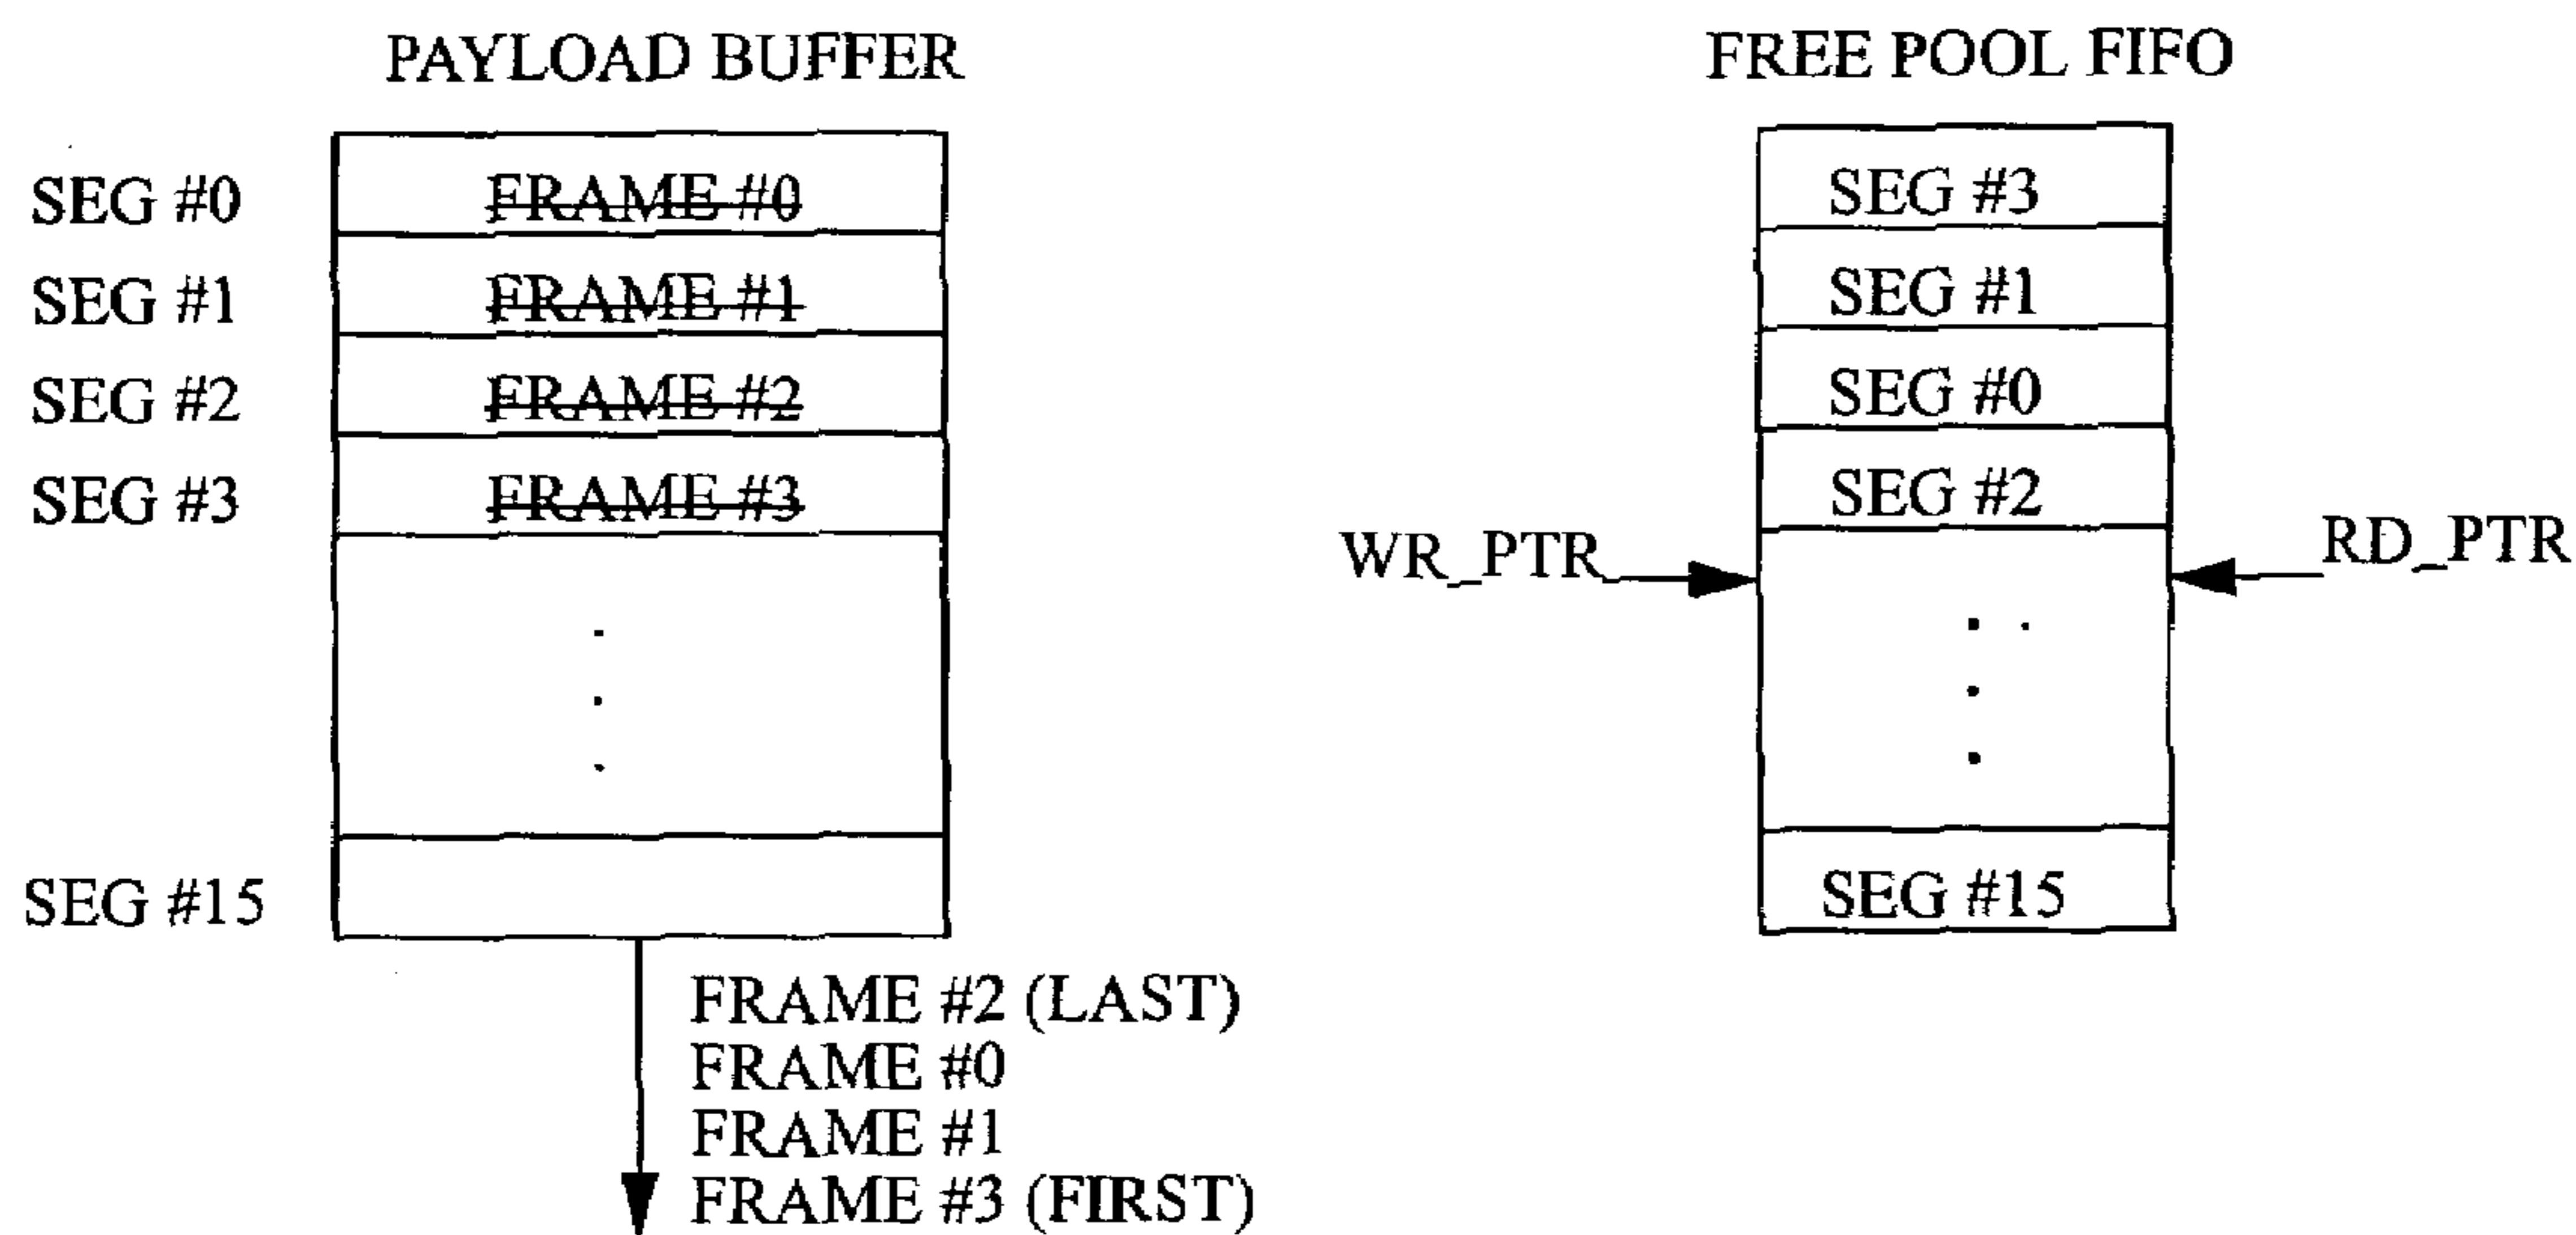 PAYLOAD BUFFER
FREE POOL FIFO
SEG #0
FRAME #0
SEG #1
FRAME #1
SEG #2
FRAME #2
SEG #3
FRAME #3
SEG #15
SEG #3
SEG #1
SEG #0
SEG #2
WR_PTR
RD_PTR
SEG #15
FRAME #2 (LAST)
FRAME #0
FRAME #1
FRAME #3 (FIRST)